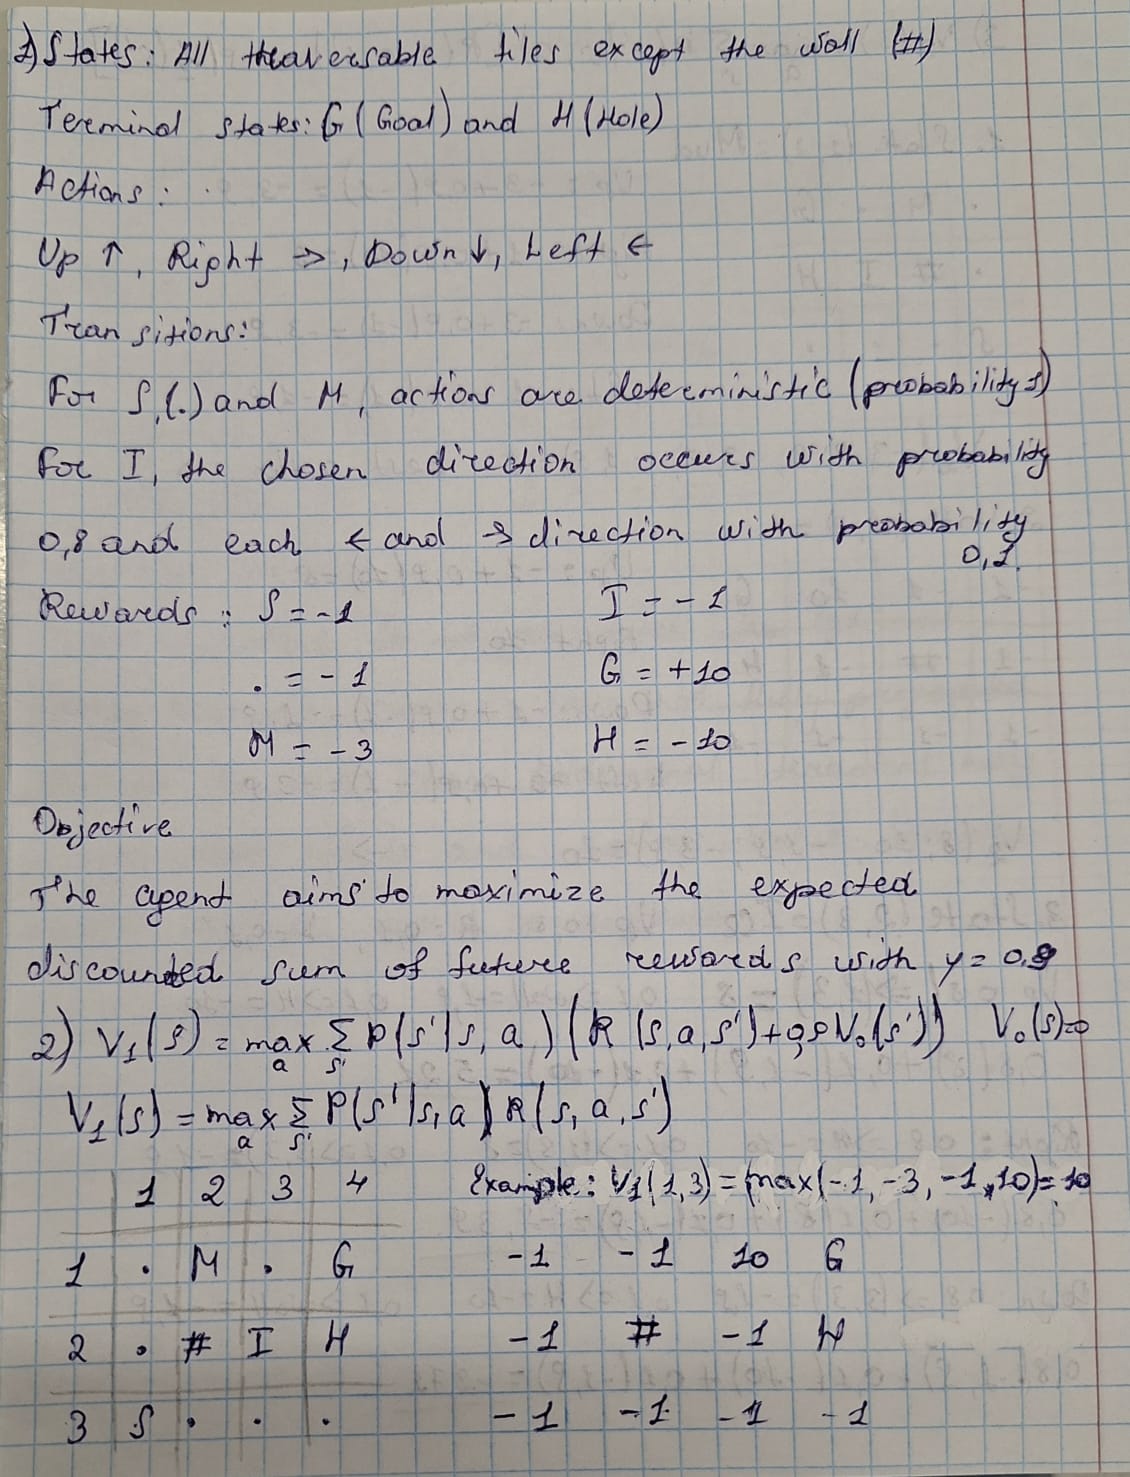 1) States: All thraversable tiles except the wall (#)
Terminal states: G (Goal) and H (Hole)
Actions:
Up ↑, Right →, Down ↓, Left ←
Transitions:
For S, (.) and M, actions are deterministic (probability 1)
For I, the chosen direction occurs with probability
0,8 and each ← and → direction with probability
0,1.
Rewards: S = -1 I = -1
. = -1 G = +10
M = -3 H = -10
Objective
The agent aims to maximize the expected
discounted sum of future rewards with γ = 0.9
2) V₁(s) = max_a Σ_s' P(s'|s, a) (R(s, a, s') + 0,9 V₀(s')) V₀(s)=0
V₁(s) = max_a Σ_s' P(s'|s, a) R(s, a, s')
1 2 3 4 Example: V₁(1,3) = (max(-1, -3, -1, 10) = 10
1 . M . G -1 -1 10 G
2 . # I H -1 # -1 H
3 S . . . -1 -1 -1 -1